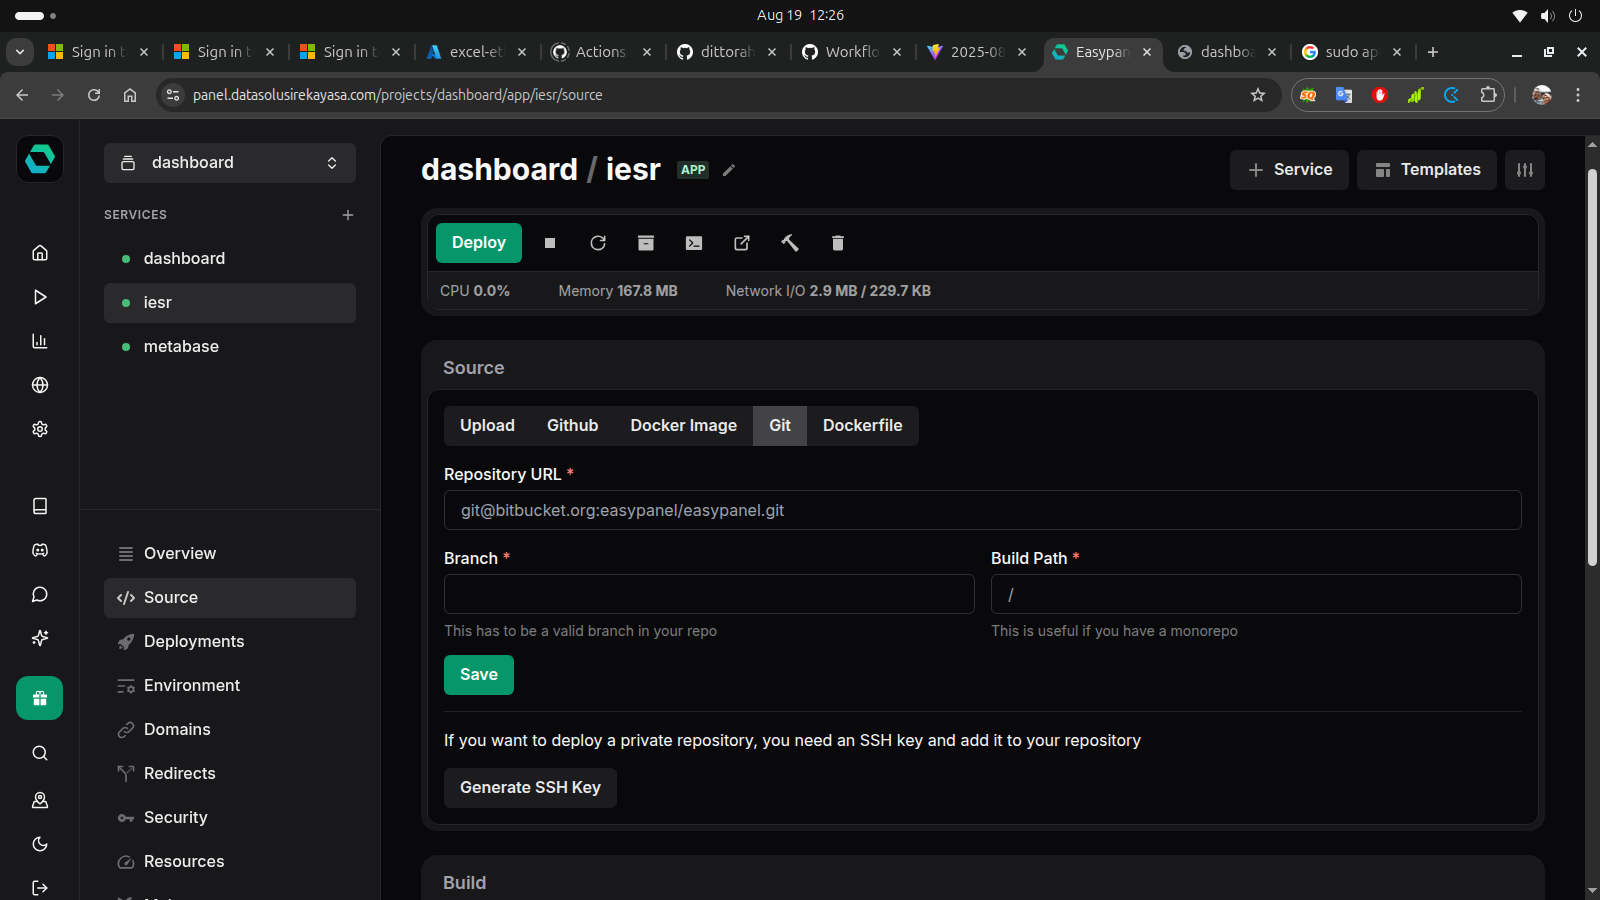 Aug 19 12:26
Sign in t
Sign in t
Sign in t
excel-et
Actions
dittorah
Workflo
2025-08
Easypan
dashboa
sudo ap
panel.datasolusirekayasa.com/projects/dashboard/app/iesr/source
dashboard
SERVICES
dashboard
iesr
metabase
Overview
Source
Deployments
Environment
Domains
Redirects
Security
Resources
dashboard / iesr APP
Service
Templates
Deploy
CPU 0.0%
Memory 167.8 MB
Network I/O 2.9 MB / 229.7 KB
Source
Upload
Github
Docker Image
Git
Dockerfile
Repository URL *
git@bitbucket.org:easypanel/easypanel.git
Branch *
Build Path *
/
This has to be a valid branch in your repo
This is useful if you have a monorepo
Save
If you want to deploy a private repository, you need an SSH key and add it to your repository
Generate SSH Key
Build